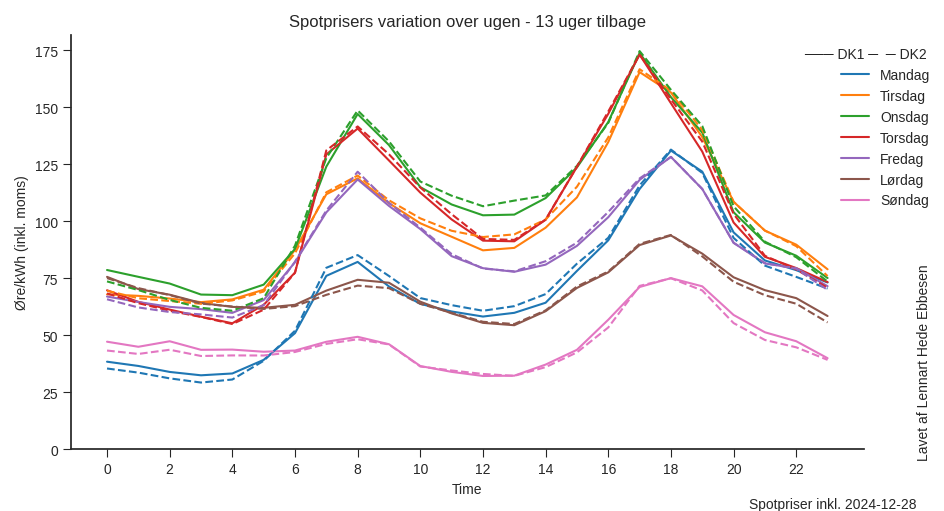 Spotprisers variation over ugen - 13 uger tilbage
Øre/kWh (inkl. moms)
175
150
125
100
75
50
25
0
0 2 4 6 8 10 12 14 16 18 20 22
Time
DK1 DK2
Mandag
Tirsdag
Onsdag
Torsdag
Fredag
Lørdag
Søndag
Lavet af Lennart Hede Ebbesen
Spotpriser inkl. 2024-12-28